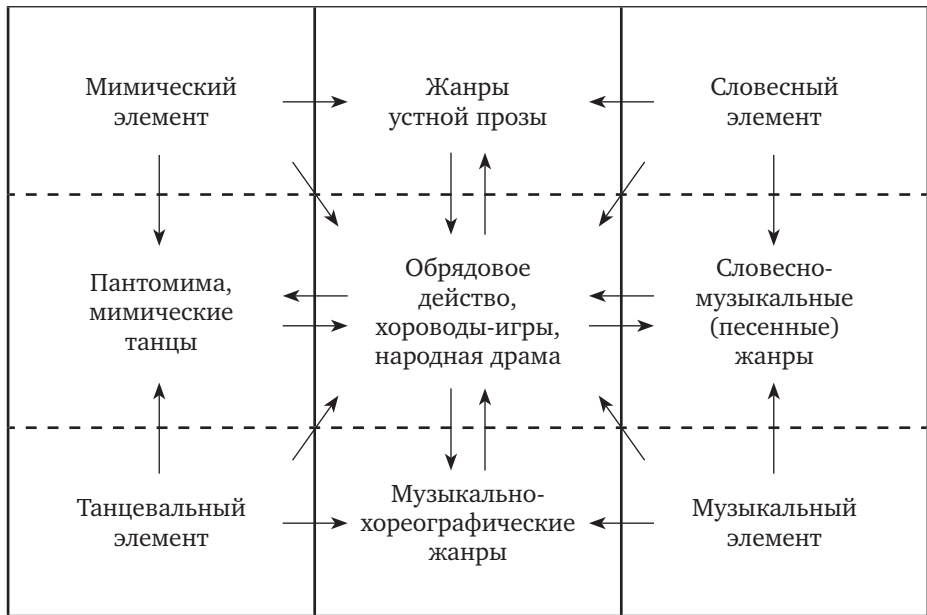 Мимический
элемент
Жанры
устной прозы
Словесный
элемент
Пантомима,
мимические
танцы
Обрядовое
действо,
хороводы-игры,
народная драма
Словесно-
музыкальные
(песенные)
жанры
Танцевальный
элемент
Музыкально-
хореографические
жанры
Музыкальный
элемент